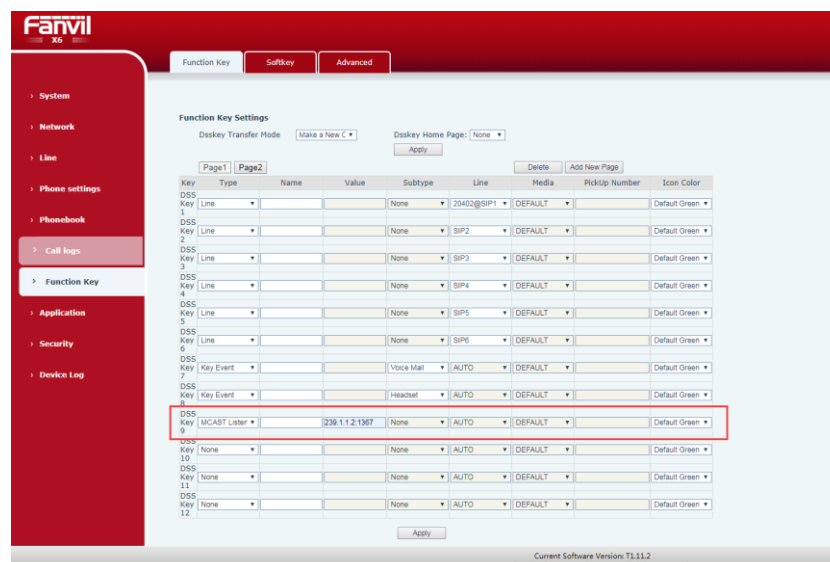 Fanvil
X6
Function Key Softkey Advanced
› System
› Network
› Line
› Phone settings
› Phonebook
› Call logs
› Function Key
› Application
› Security
› Device Log
Function Key Settings
Dsskey Transfer Mode Make a New C Dsskey Home Page: None
Apply
Page1 Page2 Delete Add New Page
Key Type Name Value Subtype Line Media PickUp Number Icon Color
DSS Key 1 Line None 20402@SIP1 DEFAULT Default Green
DSS Key 2 Line None SIP2 DEFAULT Default Green
DSS Key 3 Line None SIP3 DEFAULT Default Green
DSS Key 4 Line None SIP4 DEFAULT Default Green
DSS Key 5 Line None SIP5 DEFAULT Default Green
DSS Key 6 Line None SIP6 DEFAULT Default Green
DSS Key 7 Key Event Voice Mail AUTO DEFAULT Default Green
DSS Key 8 Key Event Headset AUTO DEFAULT Default Green
DSS Key 9 MCAST Lister 239.1.1.2:1367 None AUTO DEFAULT Default Green
DSS Key 10 None None AUTO DEFAULT Default Green
DSS Key 11 None None AUTO DEFAULT Default Green
DSS Key 12 None None AUTO DEFAULT Default Green
Apply
Current Software Version: T1.11.2